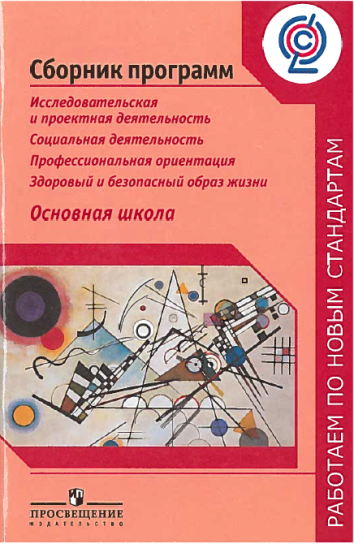 Сборник программ
Исследовательская
и проектная деятельность
Социальная деятельность
Профессиональная ориентация
Здоровый и безопасный образ жизни
Основная школа
РАБОТАЕМ ПО НОВЫМ СТАНДАРТАМ
ПРОСВЕЩЕНИЕ
ИЗДАТЕЛЬСТВО